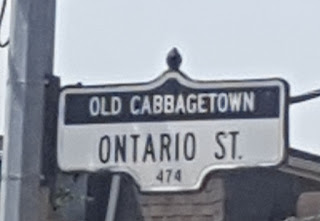 OLD CABBAGETOWN
ONTARIO ST.
474